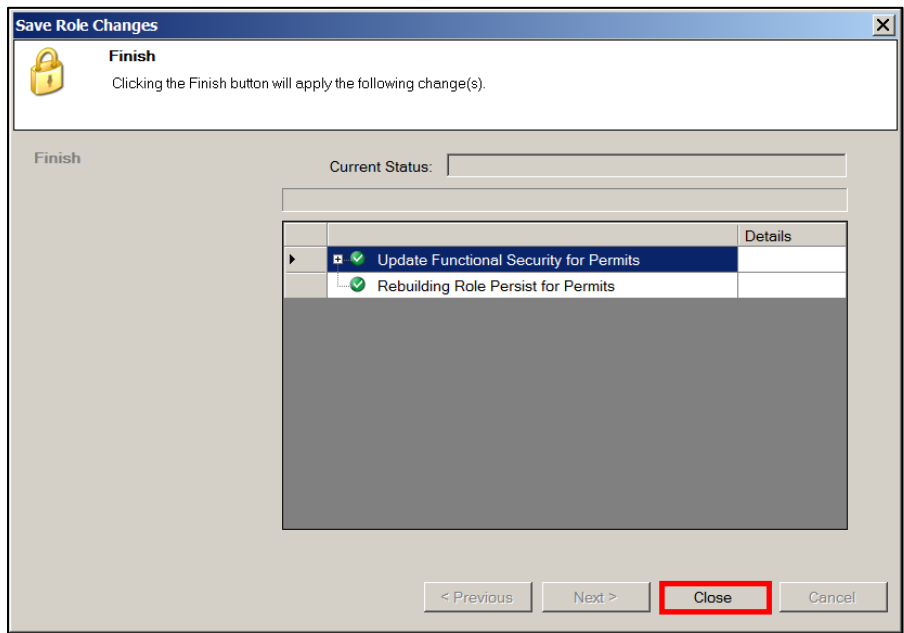 Save Role Changes
Finish
Clicking the Finish button will apply the following change(s).
Finish
Current Status:
Details
Update Functional Security for Permits
Rebuilding Role Persist for Permits
< Previous
Next >
Close
Cancel